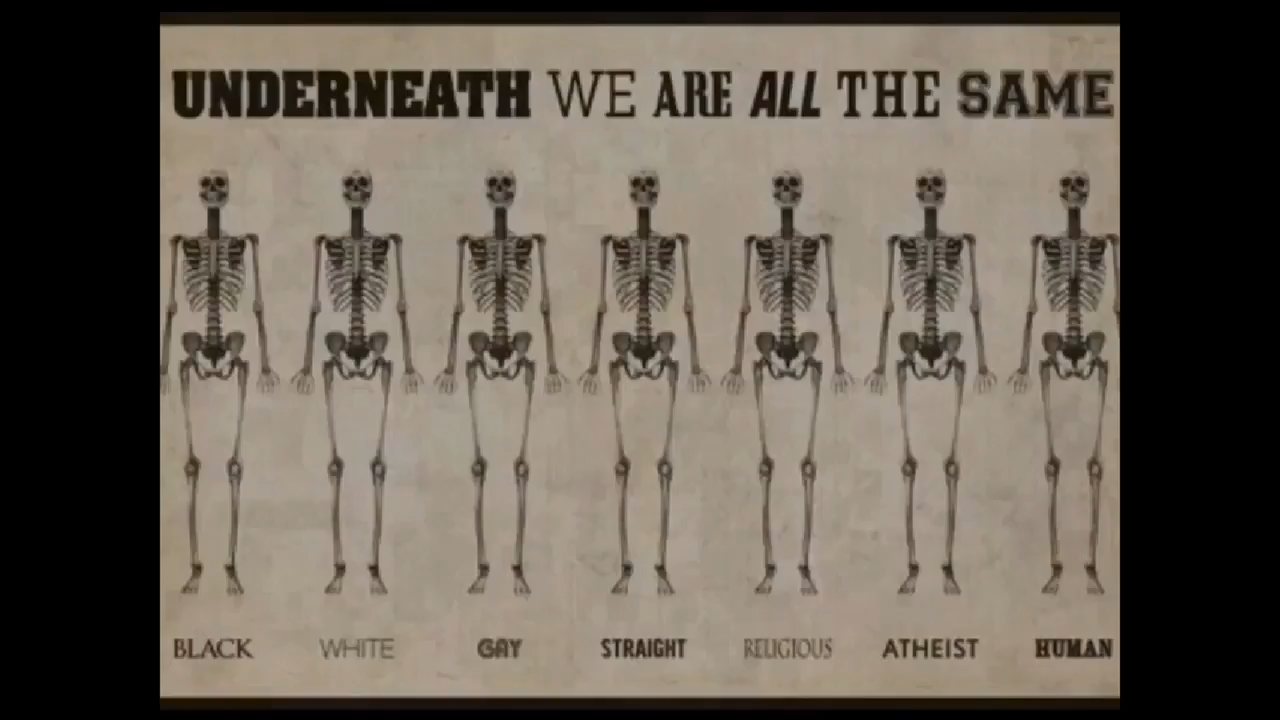 UNDERNEATH WE ARE ALL THE SAME
BLACK WHITE GAY STRAIGHT RELIGIOUS ATHEIST HUMAN